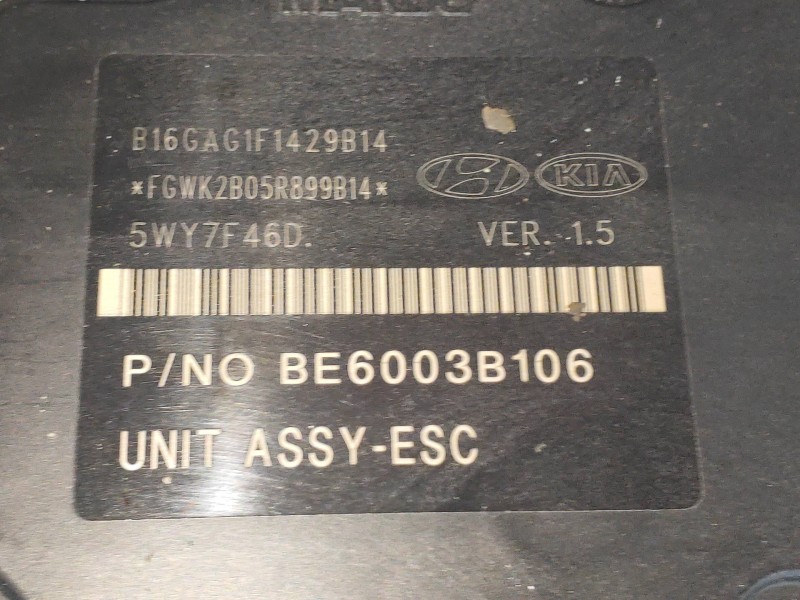 B16GAG1F1429B14
*FGWK2B05R899B14*
KIA
5WY7F46D. VER. 1.5
P/NO BE6003B106
UNIT ASSY-ESC